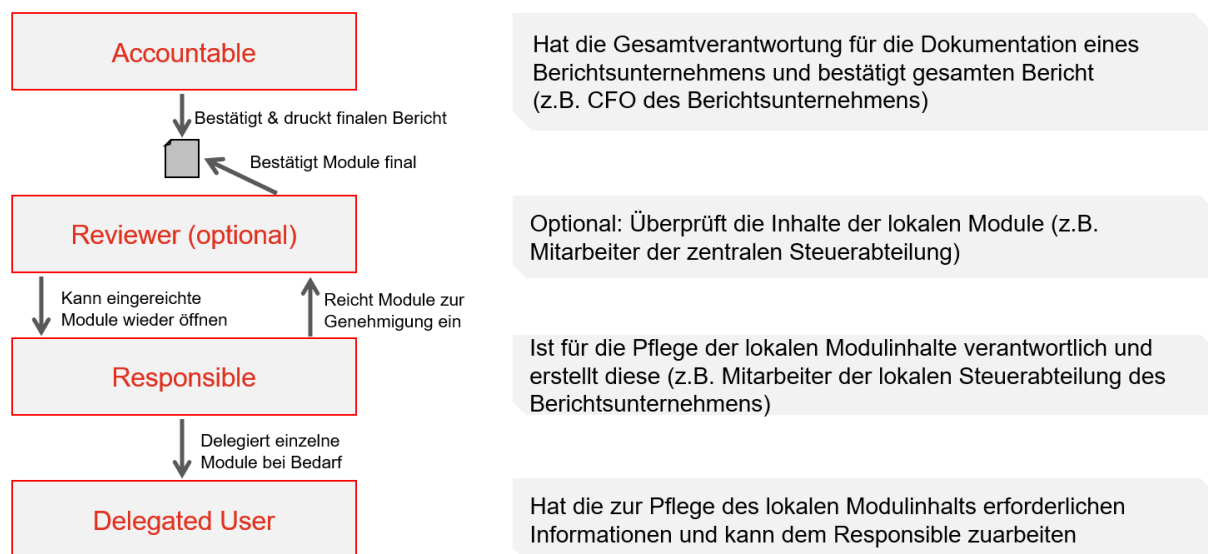 Accountable
Hat die Gesamtverantwortung für die Dokumentation eines
Berichtsunternehmens und bestätigt gesamten Bericht
(z.B. CFO des Berichtsunternehmens)
Bestätigt & druckt finalen Bericht
Bestätigt Module final
Reviewer (optional)
Optional: Überprüft die Inhalte der lokalen Module (z.B.
Mitarbeiter der zentralen Steuerabteilung)
Kann eingereichte
Module wieder öffnen
Reicht Module zur
Genehmigung ein
Responsible
Ist für die Pflege der lokalen Modulinhalte verantwortlich und
erstellt diese (z.B. Mitarbeiter der lokalen Steuerabteilung des
Berichtsunternehmens)
Delegiert einzelne
Module bei Bedarf
Delegated User
Hat die zur Pflege des lokalen Modulinhalts erforderlichen
Informationen und kann dem Responsible zuarbeiten